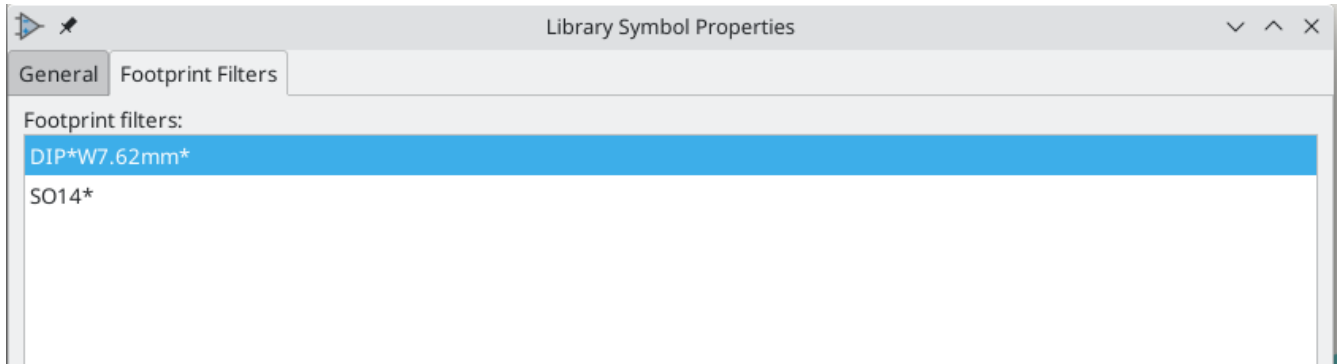 Library Symbol Properties
General Footprint Filters
Footprint filters:
DIP*W7.62mm*
SO14*